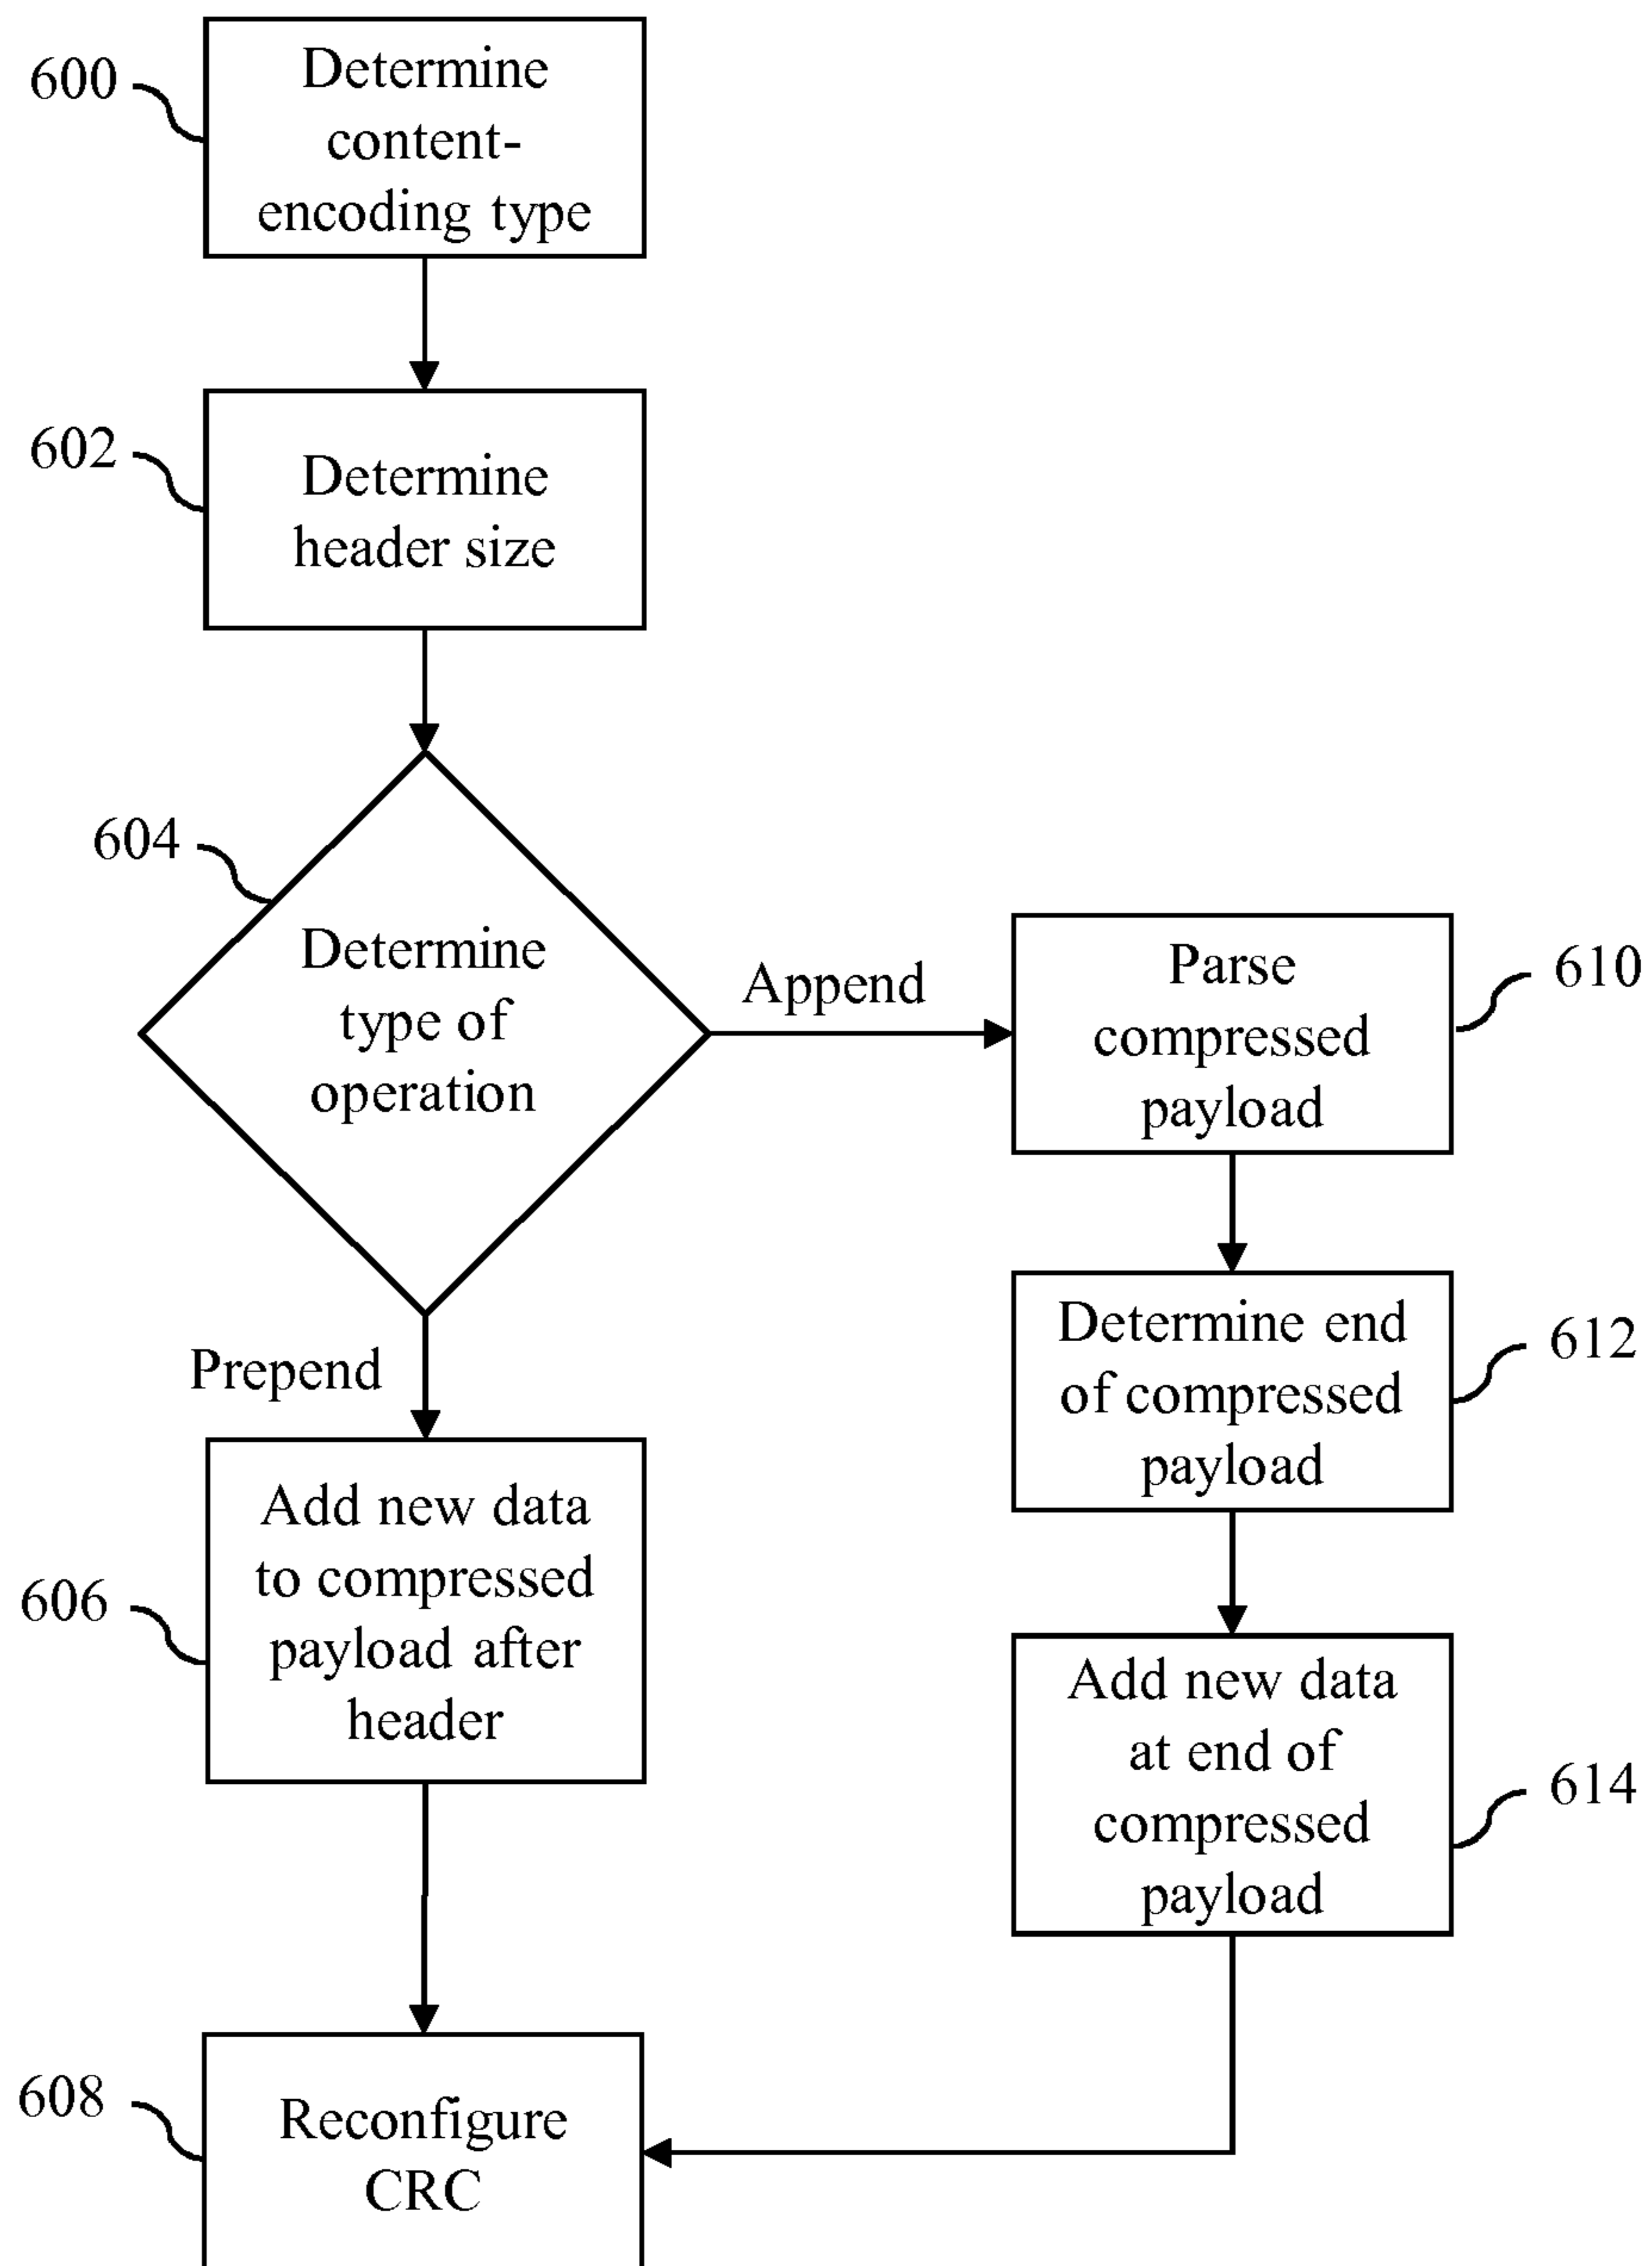 600
Determine
content-
encoding type
602
Determine
header size
604
Determine
type of
operation
Append
Parse
compressed
payload
610
Determine end
of compressed
payload
612
Prepend
Add new data
to compressed
payload after
header
606
Add new data
at end of
compressed
payload
614
608
Reconfigure
CRC